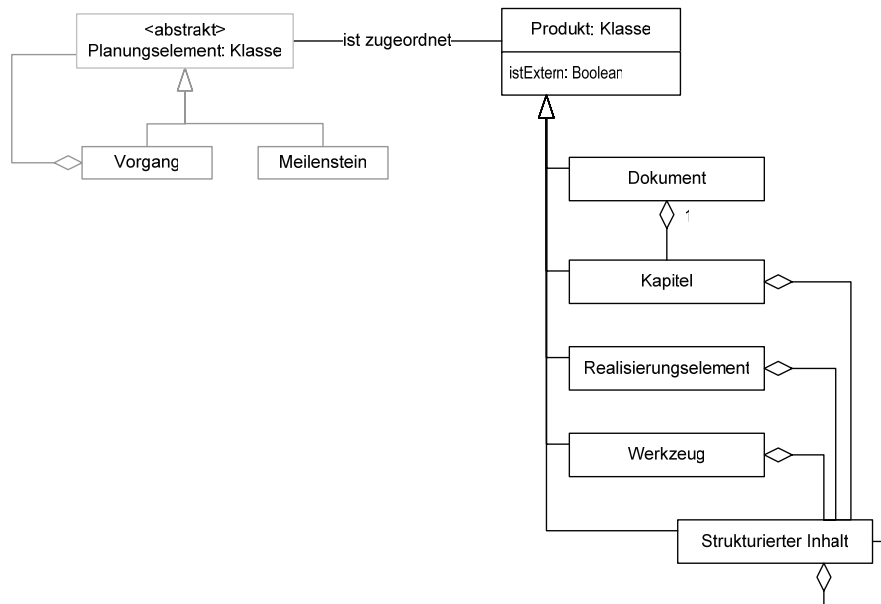 <abstrakt>
Planungselement: Klasse
ist zugeordnet
Produkt: Klasse
istExtern: Boolean
Vorgang
Meilenstein
Dokument
1
Kapitel
Realisierungselement
Werkzeug
Strukturierter Inhalt